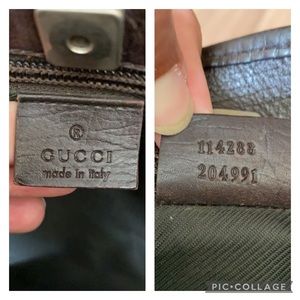 ®
GUCCI
made in Italy
114288
204991
PIC•COLLAGE